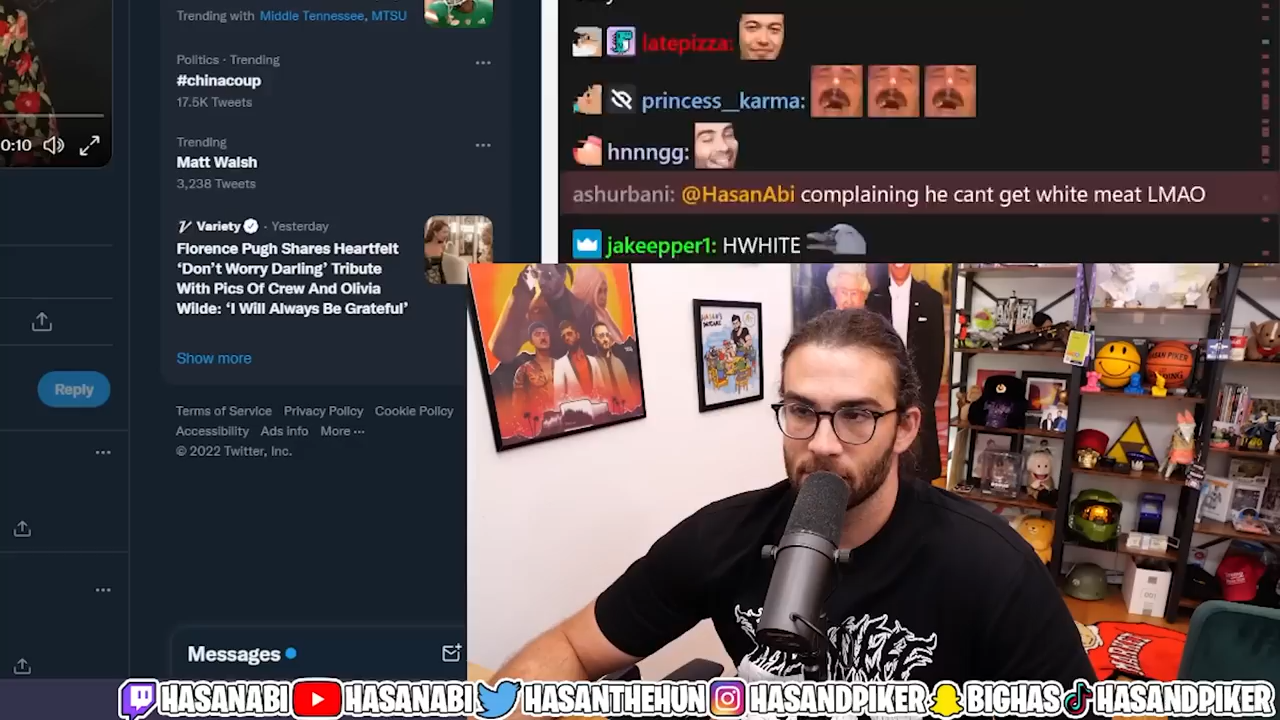 Trending with Middle Tennessee, MTSU
Politics · Trending
#chinacoup
17.5K Tweets
0:10
Trending
Matt Walsh
3,238 Tweets
Variety · Yesterday
Florence Pugh Shares Heartfelt
‘Don’t Worry Darling’ Tribute
With Pics Of Crew And Olivia
Wilde: ‘I Will Always Be Grateful’
Show more
Reply
Terms of Service Privacy Policy Cookie Policy
Accessibility Ads info More ···
© 2022 Twitter, Inc.
Messages
latepizza:
princess__karma:
hnnngg:
ashurbani: @HasanAbi complaining he cant get white meat LMAO
jakeepper1: HWHITE
HASAN PIKER
HASANABI HASANABI HASANTHEHUN HASANDPIKER BIGHAS HASANDPIKER